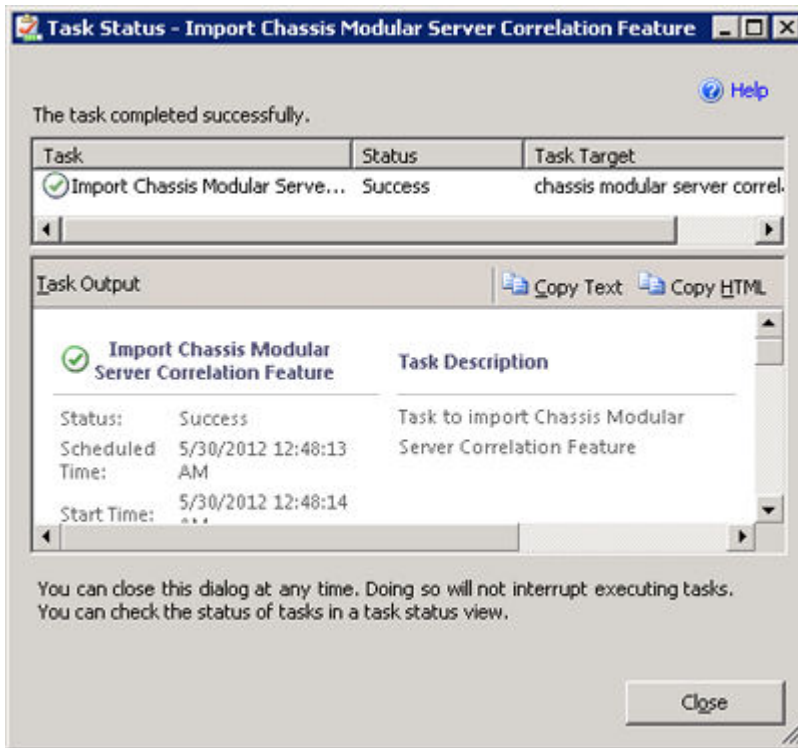 Task Status - Import Chassis Modular Server Correlation Feature
Help
The task completed successfully.
Task Status Task Target
Import Chassis Modular Serve... Success chassis modular server correl
Task Output Copy Text Copy HTML
Import Chassis Modular
Server Correlation Feature
Task Description
Status: Success
Task to import Chassis Modular
Server Correlation Feature
Scheduled Time: 5/30/2012 12:48:13 AM
Start Time: 5/30/2012 12:48:14
You can close this dialog at any time. Doing so will not interrupt executing tasks.
You can check the status of tasks in a task status view.
Close